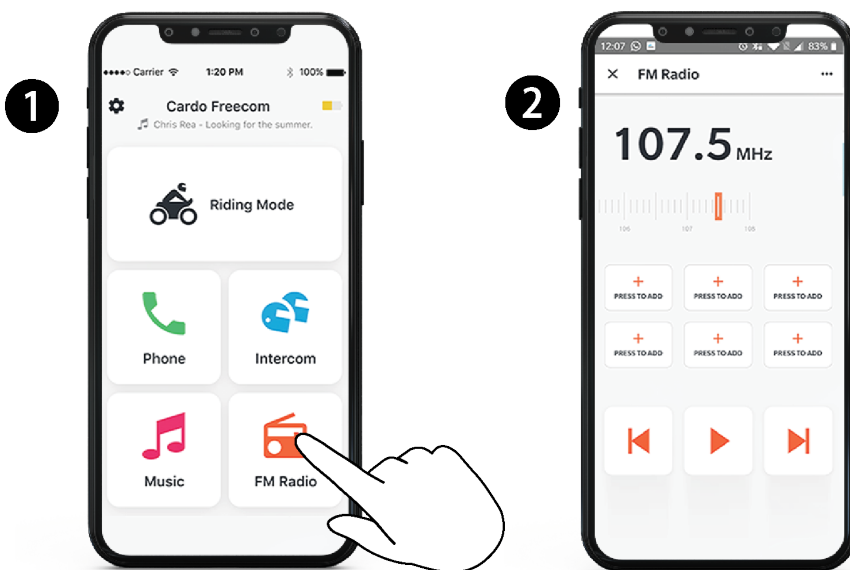 1
Carrier 1:20 PM 100%
Cardo Freecom
Chris Rea - Looking for the summer.
Riding Mode
Phone Intercom
Music FM Radio
2
12:07 83%
× FM Radio ...
107.5 MHz
106 107 108
+ + +
PRESS TO ADD PRESS TO ADD PRESS TO ADD
+ + +
PRESS TO ADD PRESS TO ADD PRESS TO ADD